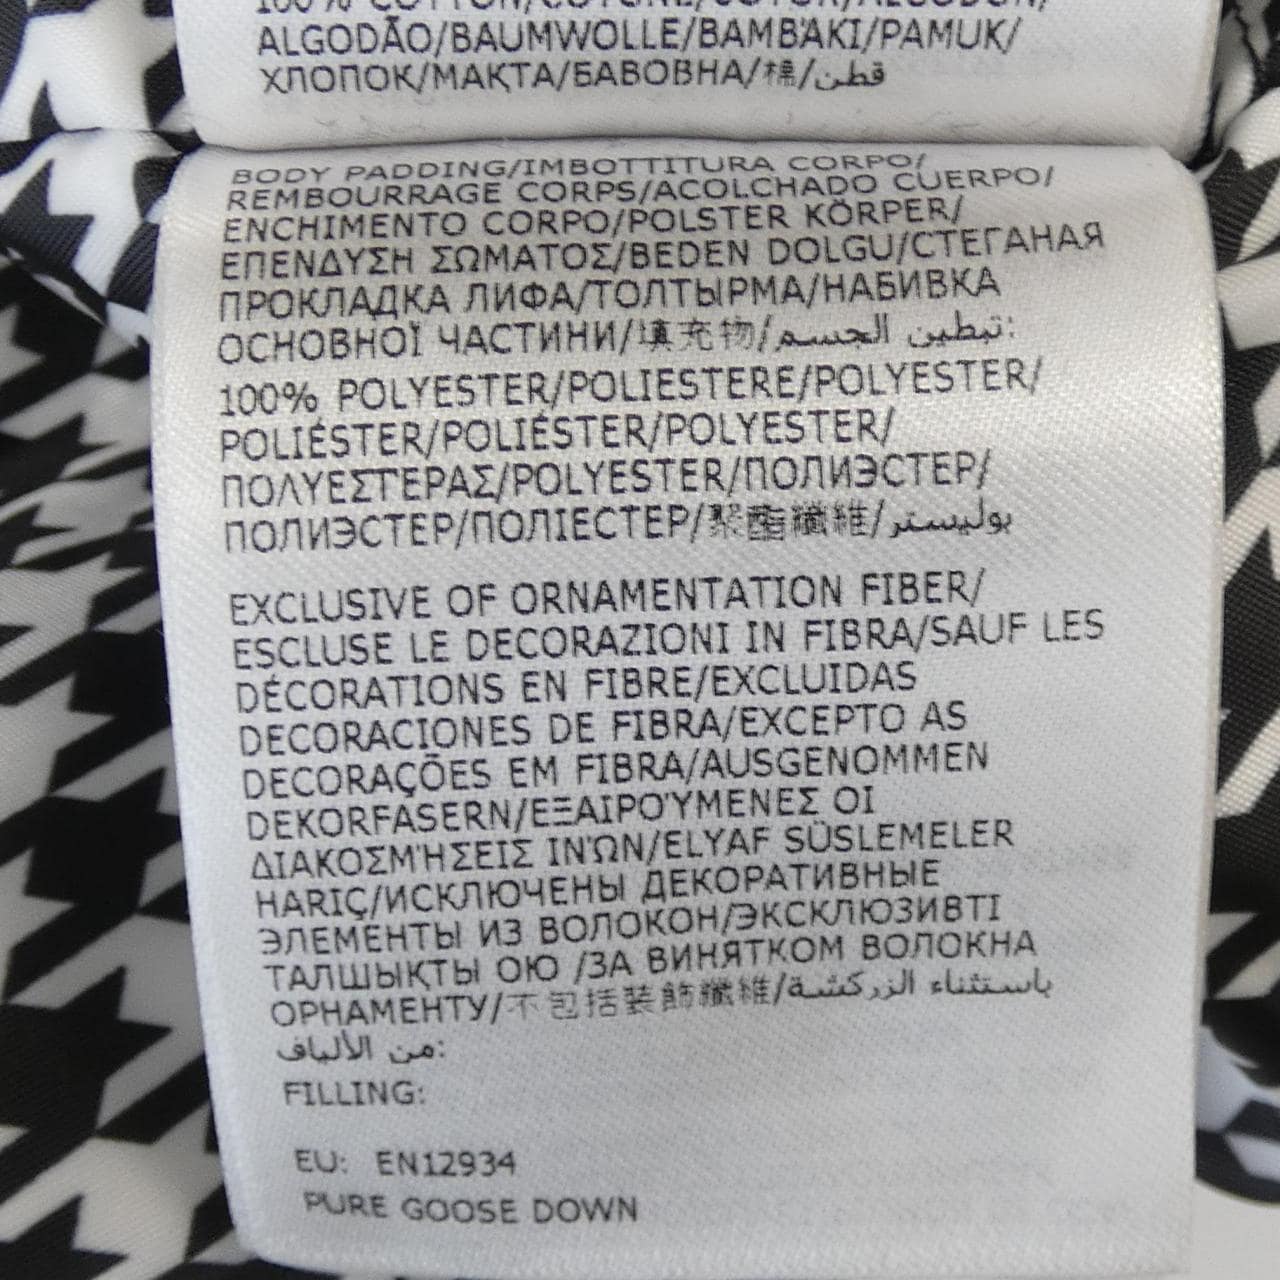 100% COTTON/COTONE/COTON/ALGODÓN/
ALGODÃO/BAUMWOLLE/BAMBAKI/PAMUK/
ХЛОПОК/МАҚТА/БАВОВНА/棉/قطن
BODY PADDING/IMBOTTITURA CORPO/
REMBOURRAGE CORPS/ACOLCHADO CUERPO/
ENCHIMENTO CORPO/POLSTER KÖRPER/
ΕΠΕΝΔΥΣΗ ΣΩΜΑΤΟΣ/BEDEN DOLGU/СТЕГАНАЯ
ПРОКЛАДКА ЛИФА/ТОЛТЫРМА/НАБИВКА
ОСНОВНОЇ ЧАСТИНИ/填充物/تبطين الجسم:
100% POLYESTER/POLIESTERE/POLYESTER/
POLIÉSTER/POLIÉSTER/POLYESTER/
ΠΟΛΥΕΣΤΕΡΑΣ/POLYESTER/ПОЛИЭСТЕР/
ПОЛИЭСТЕР/ПОЛІЕСТЕР/聚酯纖維/بوليستر
EXCLUSIVE OF ORNAMENTATION FIBER/
ESCLUSE LE DECORAZIONI IN FIBRA/SAUF LES
DÉCORATIONS EN FIBRE/EXCLUIDAS
DECORACIONES DE FIBRA/EXCEPTO AS
DECORAÇÕES EM FIBRA/AUSGENOMMEN
DEKORFASERN/ΕΞΑΙΡΟΎΜΕΝΕΣ ΟΙ
ΔΙΑΚΟΣΜΉΣΕΙΣ ΙΝΏΝ/ELYAF SÜSLEMELER
HARIÇ/ИСКЛЮЧЕНЫ ДЕКОРАТИВНЫЕ
ЭЛЕМЕНТЫ ИЗ ВОЛОКОН/ЭКСКЛЮЗИВТІ
ТАЛШЫҚТЫ ОЮ /ЗА ВИНЯТКОМ ВОЛОКНА
ОРНАМЕНТУ/不包括裝飾纖維/باستثناء الزركشة
من الألياف:
FILLING:
EU: EN12934
PURE GOOSE DOWN